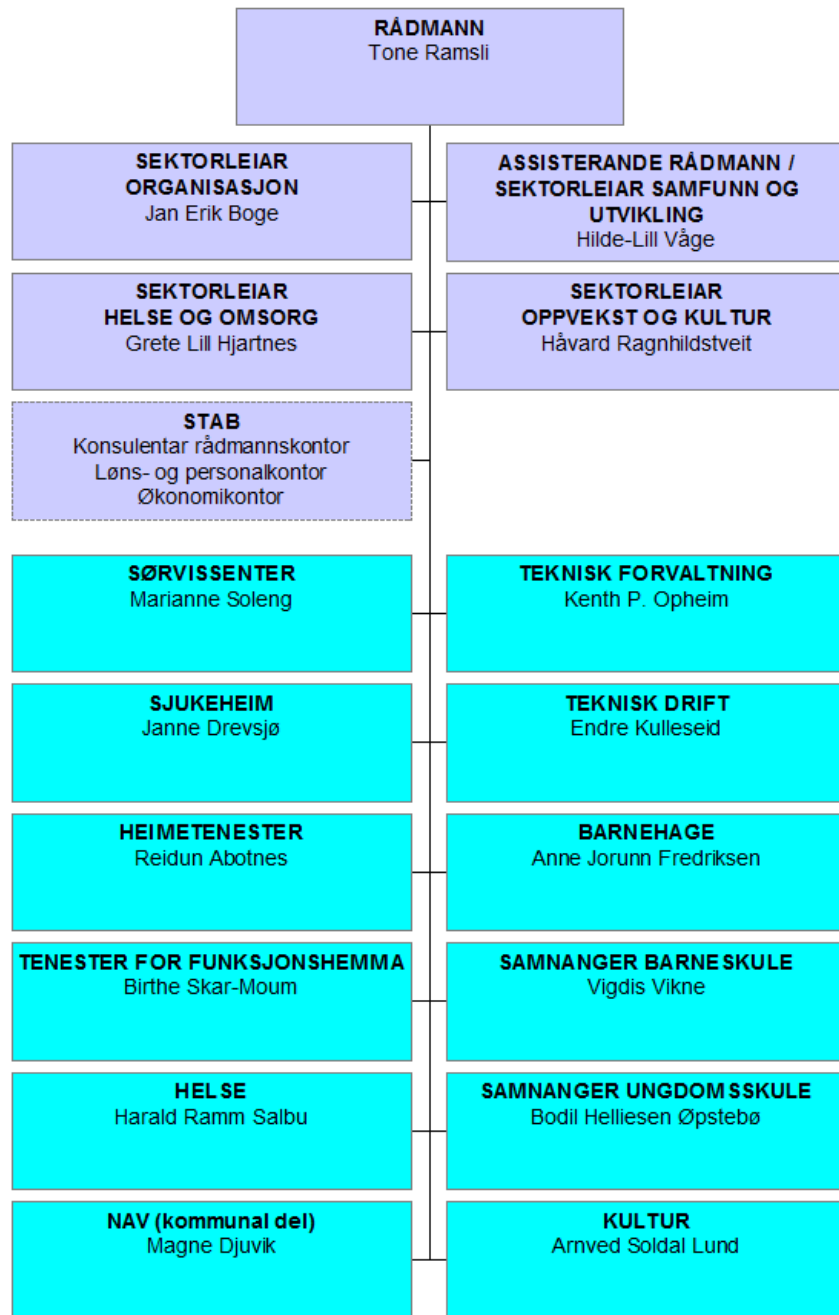 RÅDMANN
Tone Ramsli
SEKTORLEIAR
ORGANISASJON
Jan Erik Boge
ASSISTERANDE RÅDMANN /
SEKTORLEIAR SAMFUNN OG
UTVIKLING
Hilde-Lill Våge
SEKTORLEIAR
HELSE OG OMSORG
Grete Lill Hjartnes
SEKTORLEIAR
OPPVEKST OG KULTUR
Håvard Ragnhildstveit
STAB
Konsulentar rådmannskontor
Løns- og personalkontor
Økonomikontor
SØRVISSENTER
Marianne Soleng
TEKNISK FORVALTNING
Kenth P. Opheim
SJUKEHEIM
Janne Drevsjø
TEKNISK DRIFT
Endre Kulleseid
HEIMETENESTER
Reidun Abotnes
BARNEHAGE
Anne Jorunn Fredriksen
TENESTER FOR FUNKSJONSHEMMA
Birthe Skar-Moum
SAMNANGER BARNESKULE
Vigdis Vikne
HELSE
Harald Ramm Salbu
SAMNANGER UNGDOMSSKULE
Bodil Helliesen Øpstebø
NAV (kommunal del)
Magne Djuvik
KULTUR
Arnved Soldal Lund